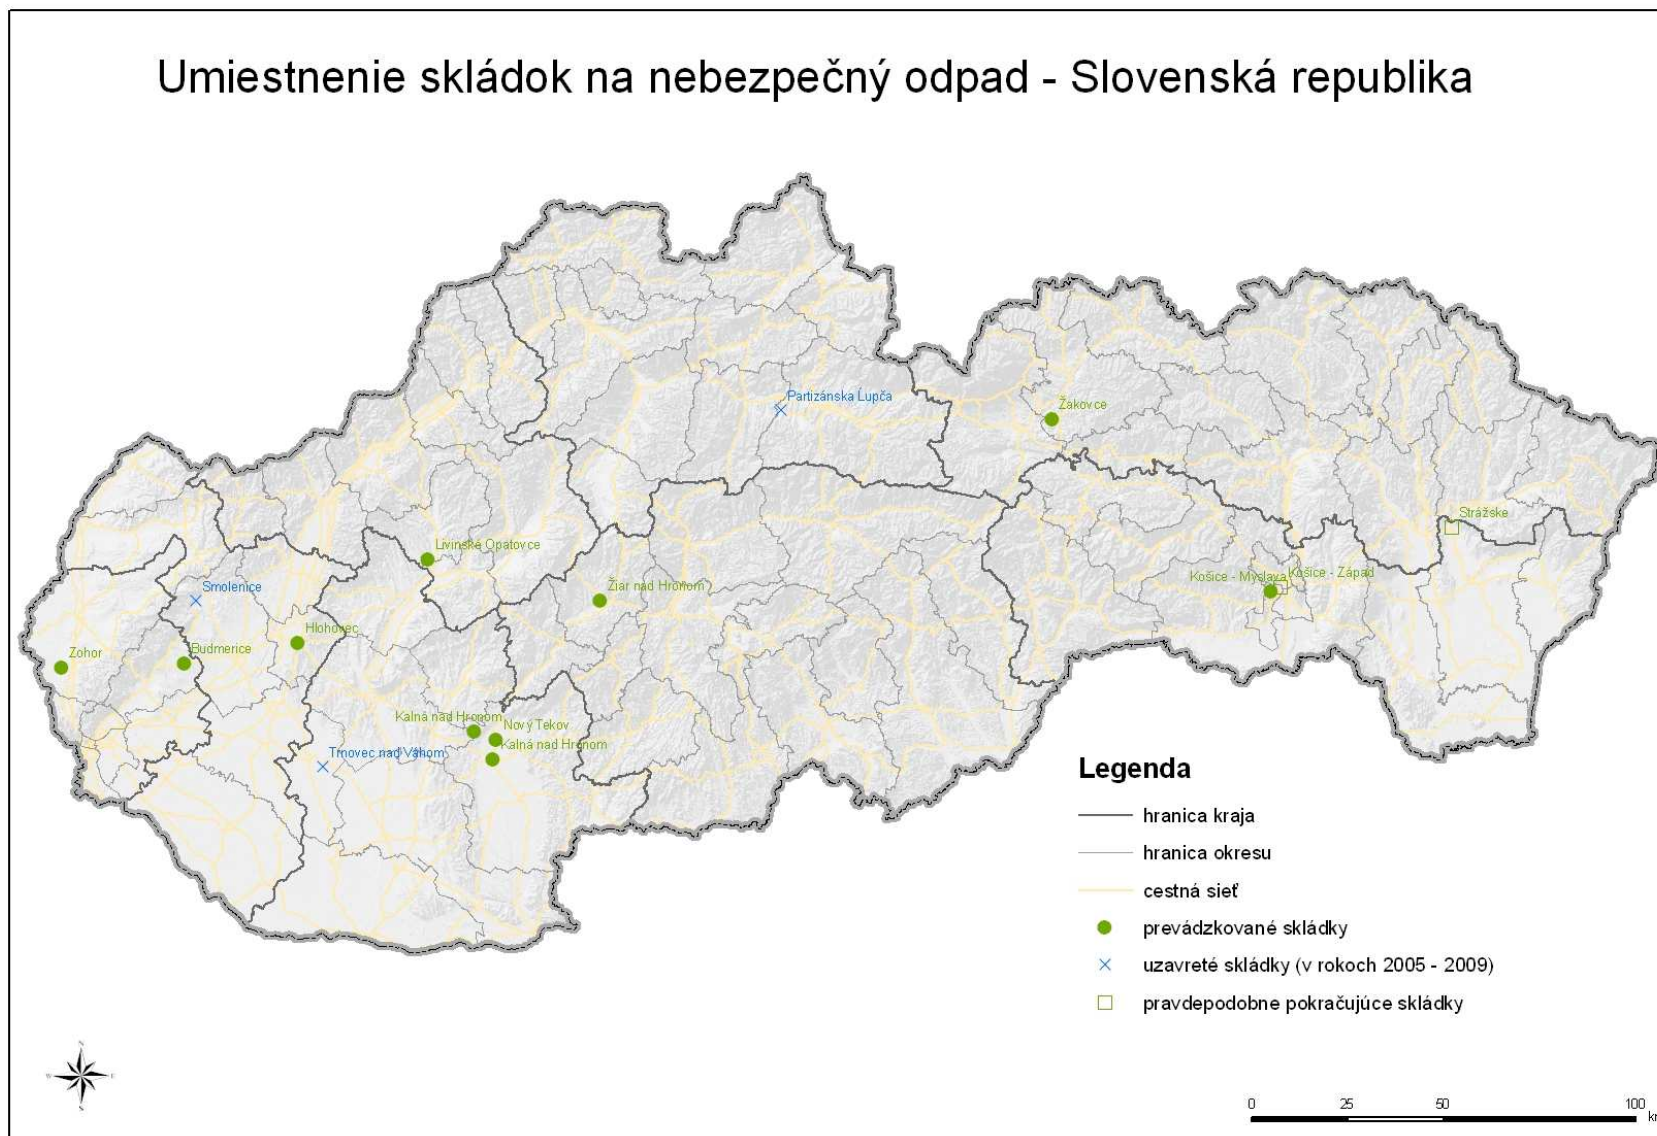 Umiestnenie skládok na nebezpečný odpad - Slovenská republika
Partizánska Ľupča
Žakovce
Strážske
Livinské Opatovce
Smolenice
Žiar nad Hronom
Košice - Myslava
Košice - Západ
Hlohovec
Zohor
Budmerice
Kalná nad Hronom
Nový Tekov
Kalná nad Hronom
Trnovec nad Váhom
Legenda
hranica kraja
hranica okresu
cestná sieť
prevádzkované skládky
uzavreté skládky (v rokoch 2005 - 2009)
pravdepodobne pokračujúce skládky
0 25 50 100